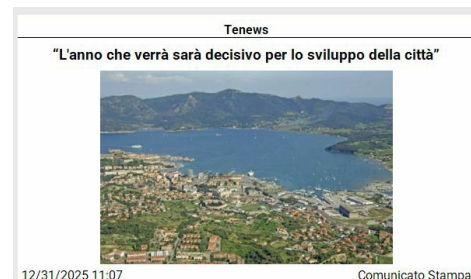 Tenews
“L'anno che verrà sarà decisivo per lo sviluppo della città”
12/31/2025 11:07
Comunicato Stampa